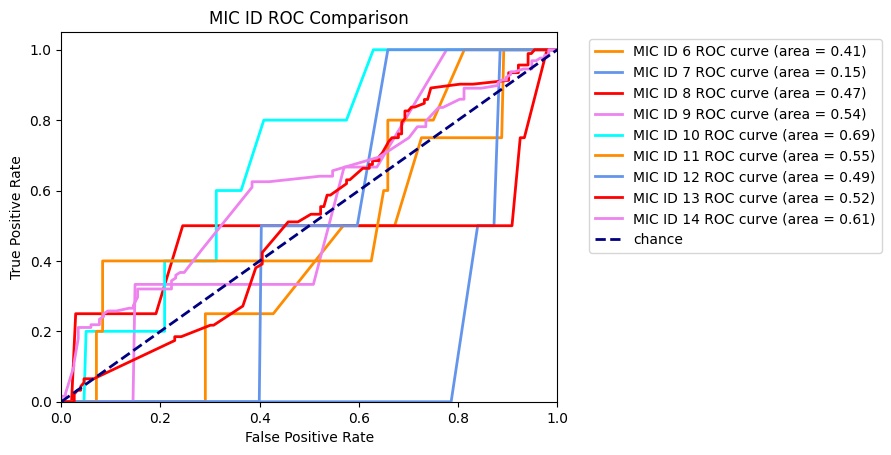 MIC ID ROC Comparison
1.0
0.8
0.6
0.4
0.2
0.0
True Positive Rate
0.0 0.2 0.4 0.6 0.8 1.0
False Positive Rate
MIC ID 6 ROC curve (area = 0.41)
MIC ID 7 ROC curve (area = 0.15)
MIC ID 8 ROC curve (area = 0.47)
MIC ID 9 ROC curve (area = 0.54)
MIC ID 10 ROC curve (area = 0.69)
MIC ID 11 ROC curve (area = 0.55)
MIC ID 12 ROC curve (area = 0.49)
MIC ID 13 ROC curve (area = 0.52)
MIC ID 14 ROC curve (area = 0.61)
chance